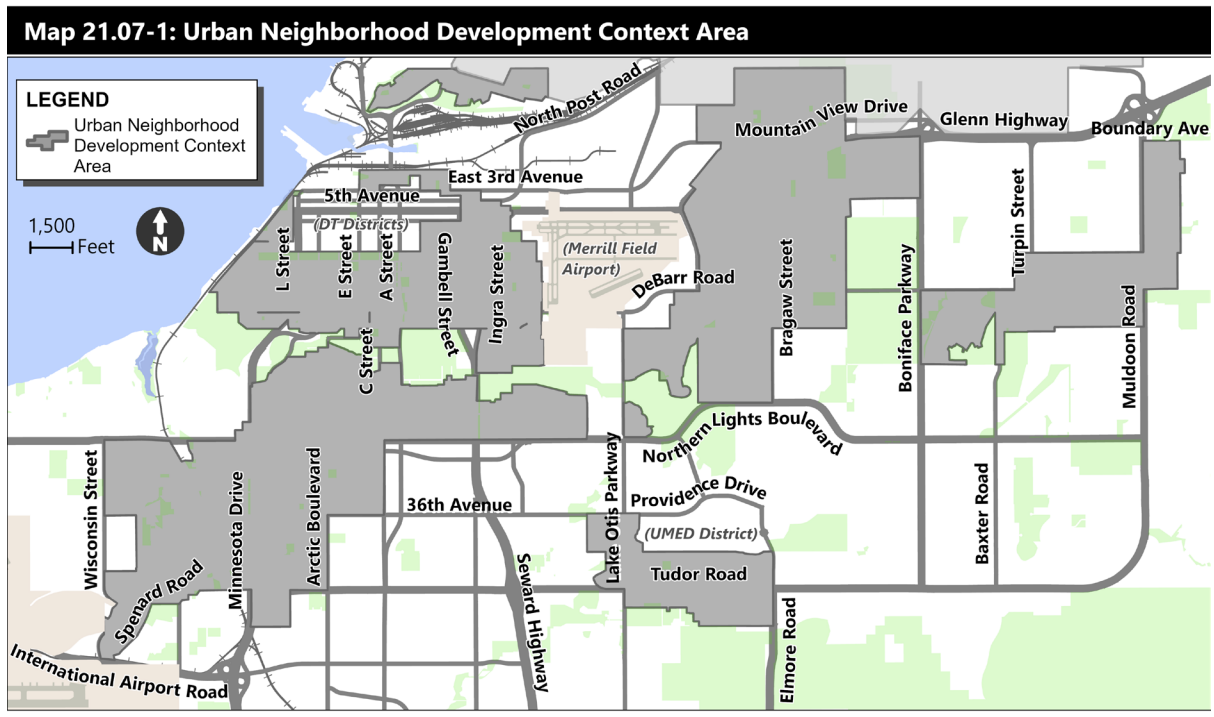 Map 21.07-1: Urban Neighborhood Development Context Area
LEGEND
Urban Neighborhood
Development Context
Area
1,500
Feet
N
North Post Road
Mountain View Drive
Glenn Highway
Boundary Ave
East 3rd Avenue
5th Avenue
(DT Districts)
L Street
E Street
A Street
Gambell Street
Ingra Street
(Merrill Field
Airport)
DeBarr Road
Bragaw Street
Boniface Parkway
Turpin Street
Muldoon Road
C Street
Northern Lights Boulevard
Wisconsin Street
Minnesota Drive
Arctic Boulevard
36th Avenue
Lake Otis Parkway
Providence Drive
(UMED District)
Baxter Road
Spenard Road
Seward Highway
Tudor Road
Elmore Road
International Airport Road